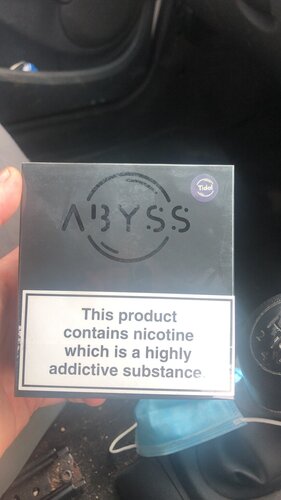 Tidal
ABYSS
This product
contains nicotine
which is a highly
addictive substance.